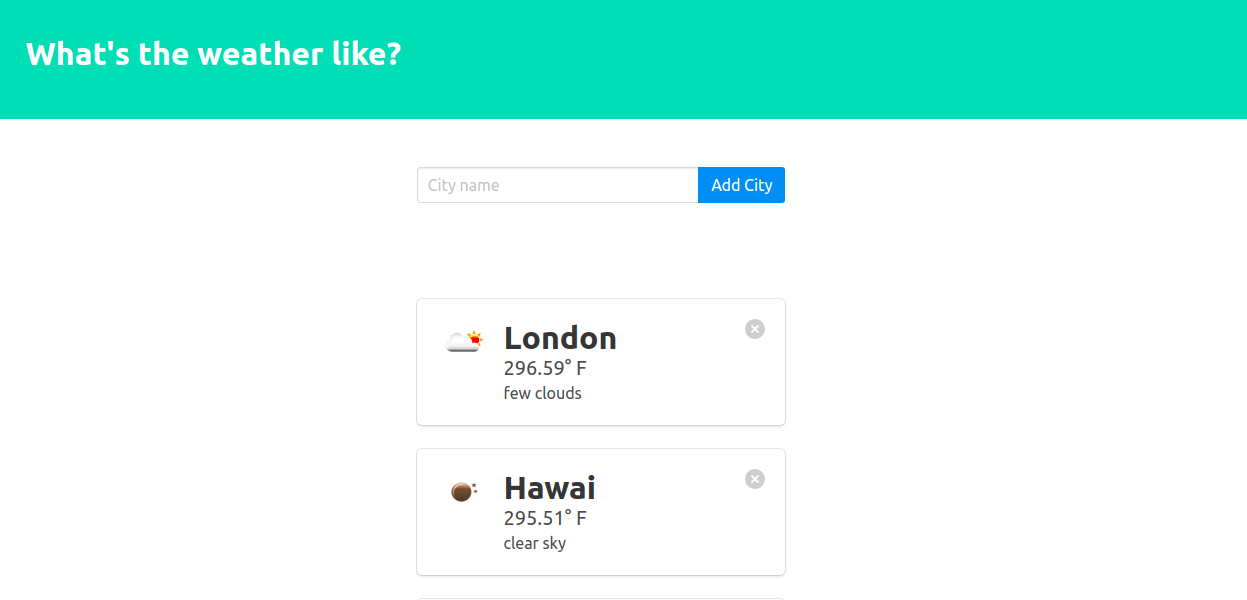 What's the weather like?
City name
Add City
London
296.59° F
few clouds
Hawai
295.51° F
clear sky